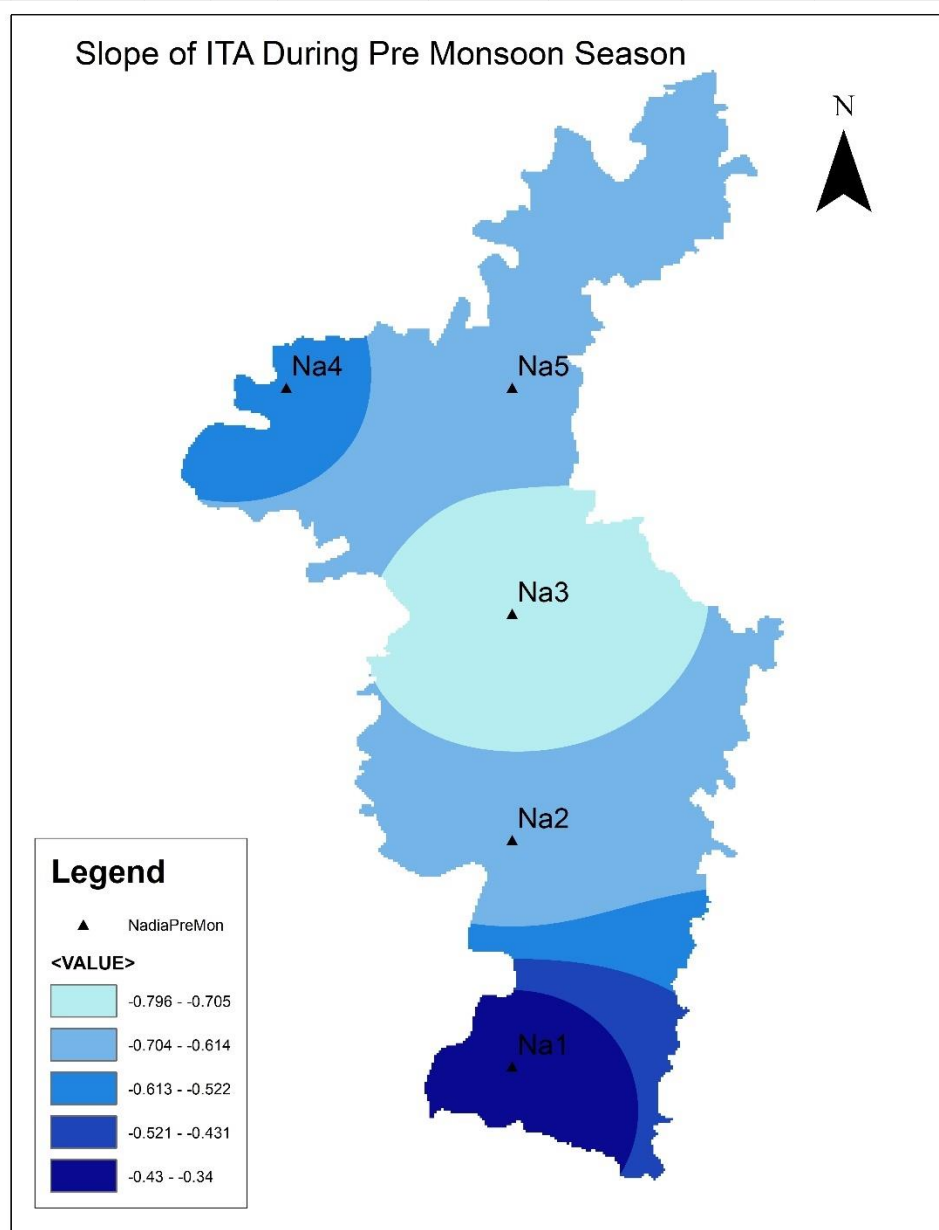 Slope of ITA During Pre Monsoon Season
N
Na4
Na5
Na3
Na2
Na1
Legend
NadiaPreMon
<VALUE>
-0.796 - -0.705
-0.704 - -0.614
-0.613 - -0.522
-0.521 - -0.431
-0.43 - -0.34